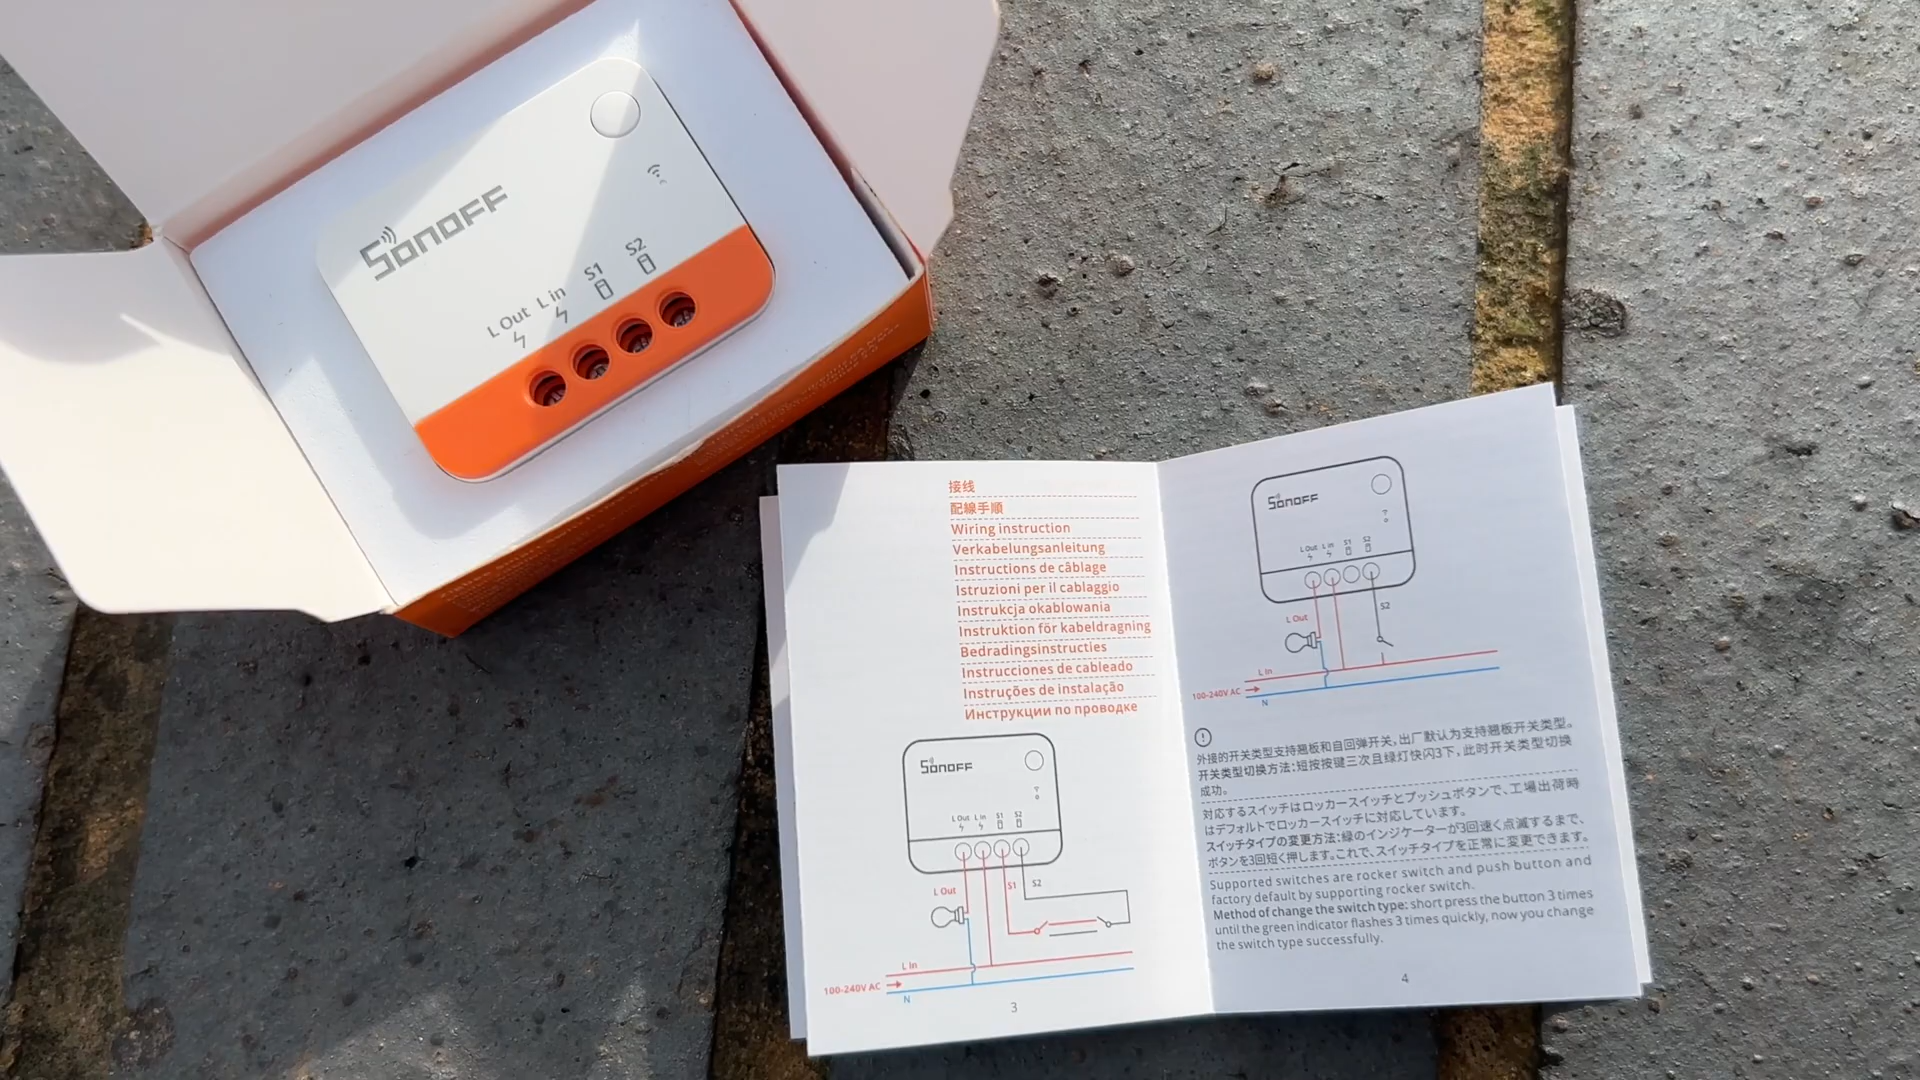 SONOFF
L Out L in S1 S2
接线
配線手順
Wiring instruction
Verkabelungsanleitung
Instructions de câblage
Istruzioni per il cablaggio
Instrukcja okablowania
Instruktion för kabeldragning
Bedradingsinstructies
Instrucciones de cableado
Instruções de instalação
Инструкции по проводке
SONOFF
L Out L in S1 S2
L Out
S1
S2
L In
100-240V AC
N
3
SONOFF
L Out L in S1 S2
S2
L Out
L In
100-240V AC
N
外接的开关类型支持翘板和自回弹开关，出厂默认为支持翘板开关类型。
开关类型切换方法：短按按键三次且绿灯快闪3下，此时开关类型切换
成功。
対応するスイッチはロッカースイッチとプッシュボタンで、工場出荷時
はデフォルトでロッカースイッチに対応しています。
スイッチタイプの変更方法：緑のインジケーターが3回速く点滅するまで、
ボタンを3回短く押します。これで、スイッチタイプを正常に変更できます。
Supported switches are rocker switch and push button and
factory default by supporting rocker switch.
Method of change the switch type: short press the button 3 times
until the green indicator flashes 3 times quickly, now you change
the switch type successfully.
4